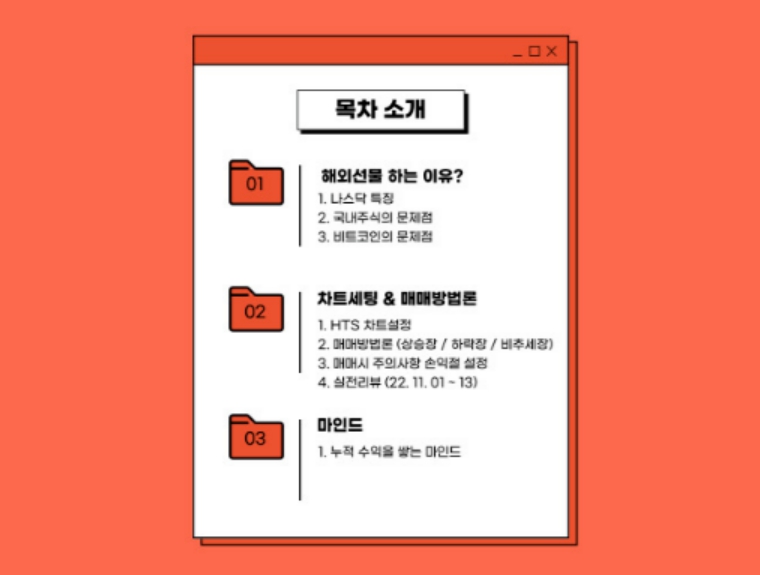 목차 소개
01
해외선물 하는 이유?
1. 나스닥 특징
2. 국내주식의 문제점
3. 비트코인의 문제점
02
차트세팅 & 매매방법론
1. HTS 차트설정
2. 매매방법론 (상승장 / 하락장 / 비추세장)
3. 매매시 주의사항 손익절 설정
4. 실전리뷰 (22. 11. 01 ~ 13)
03
마인드
1. 누적 수익을 쌓는 마인드